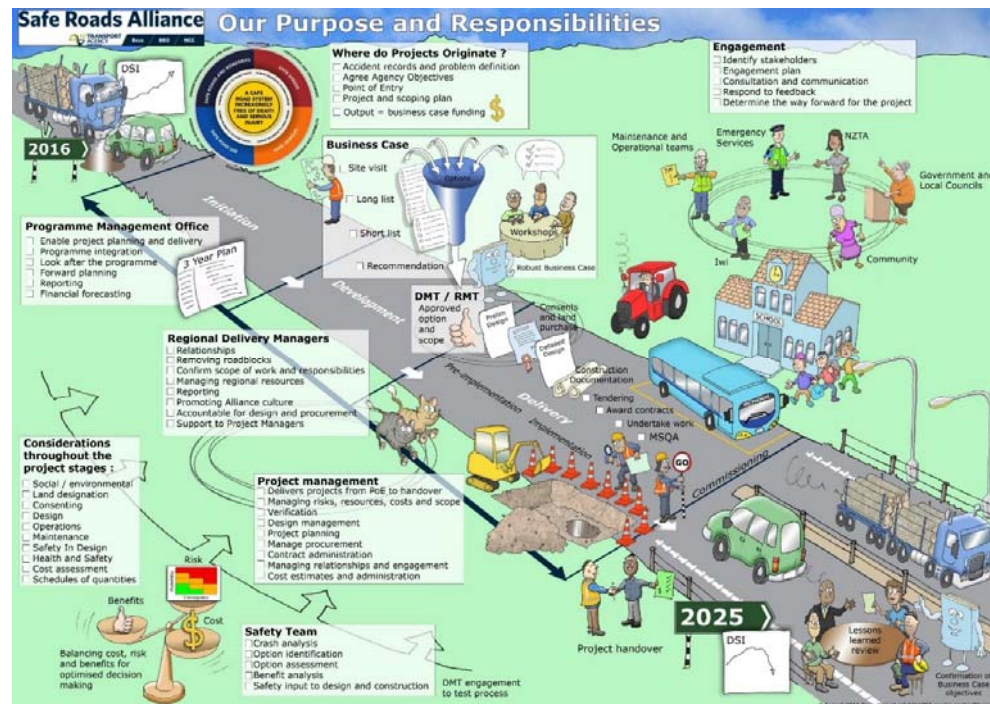 Safe Roads Alliance
TRANSPORT
AGENCY
Our Purpose and Responsibilities
DSI
2016
A SAFE
ROAD SYSTEM
INCREASINGLY
FREE OF DEATH
AND SERIOUS
INJURY
Where do Projects Originate ?
Accident records and problem definition
Agree Agency Objectives
Point of Entry
Project and scoping plan
Output = business case funding
Engagement
Identify stakeholders
Engagement plan
Consultation and communication
Respond to feedback
Determine the way forward for the project
Business Case
Site visit
Long list
Short list
Recommendation
Options
Workshops
Robust Business Case
Maintenance and
Operational teams
Emergency
Services
NZTA
Government and
Local Councils
Iwi
Community
Initiation
Programme Management Office
Enable project planning and delivery
Programme integration
Look after the programme
Forward planning
Reporting
Financial forecasting
3 Year Plan
Development
DMT / RMT
Approved
option
and
scope
Prelim
Design
Consents
and land
purchase
Detailed
Design
SCHOOL
Regional Delivery Managers
Relationships
Removing roadblocks
Confirm scope of work and responsibilities
Managing regional resources
Reporting
Promoting Alliance culture
Accountable for design and procurement
Support to Project Managers
Pre-implementation
Delivery
Implementation
Construction
Documentation
Tendering
Award contracts
Undertake work
MSQA
GO
Commissioning
Considerations
throughout the
project stages :
Social / environmental
Land designation
Consenting
Design
Operations
Maintenance
Safety In Design
Health and Safety
Cost assessment
Schedules of quantities
Project management
Delivers projects from PoE to handover
Managing risks, resources, costs and scope
Verification
Design management
Project planning
Manage procurement
Contract administration
Managing relationships and engagement
Cost estimates and administration
Risk
Benefits
Cost
Balancing cost, risk
and benefits for
optimised decision
making
Safety Team
Crash analysis
Option identification
Option assessment
Benefit analysis
Safety input to design and construction
DMT engagement
to test process
Project handover
2025
DSI
Lessons
learned
review
Confirmation of
Business Case
objectives